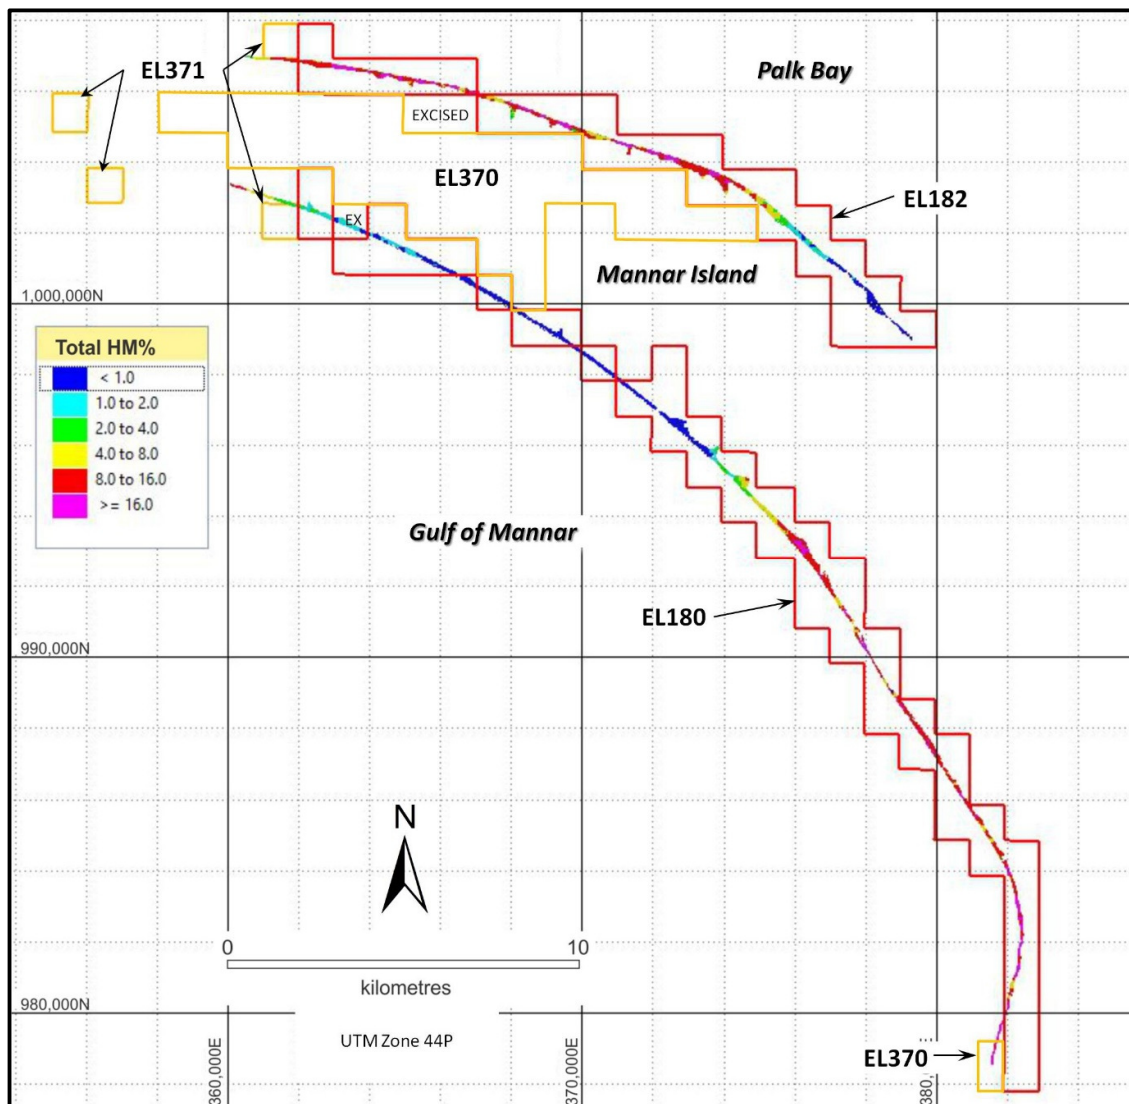 Palk Bay
EL371
EXCISED
EL370
EL182
EX
Mannar Island
1,000,000N
Total HM%
< 1.0
1.0 to 2.0
2.0 to 4.0
4.0 to 8.0
8.0 to 16.0
>= 16.0
Gulf of Mannar
EL180
990,000N
N
0
10
kilometres
980,000N
UTM Zone 44P
EL370
360,000E
370,000E
380,